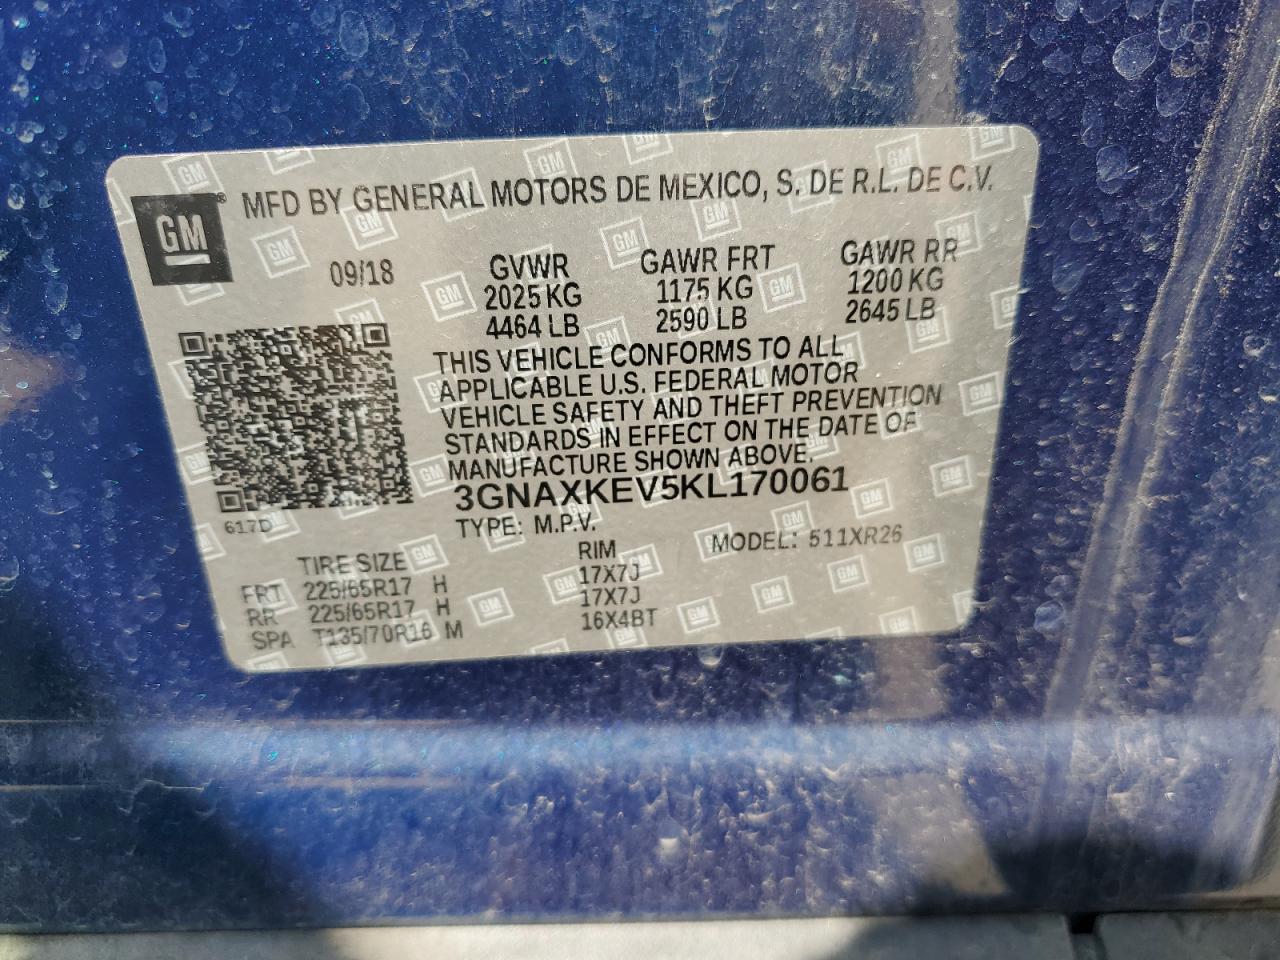 GM
MFD BY GENERAL MOTORS DE MEXICO, S. DE R.L. DE C.V.
09/18
GVWR GAWR FRT GAWR RR
2025 KG 1175 KG 1200 KG
4464 LB 2590 LB 2645 LB
THIS VEHICLE CONFORMS TO ALL
APPLICABLE U.S. FEDERAL MOTOR
VEHICLE SAFETY AND THEFT PREVENTION
STANDARDS IN EFFECT ON THE DATE OF
MANUFACTURE SHOWN ABOVE.
3GNAXKEV5KL170061
617D
TYPE: M.P.V. MODEL: 511XR26
TIRE SIZE RIM
FRT 225/65R17 H 17X7J
RR 225/65R17 H 17X7J
SPA T135/70R16 M 16X4BT